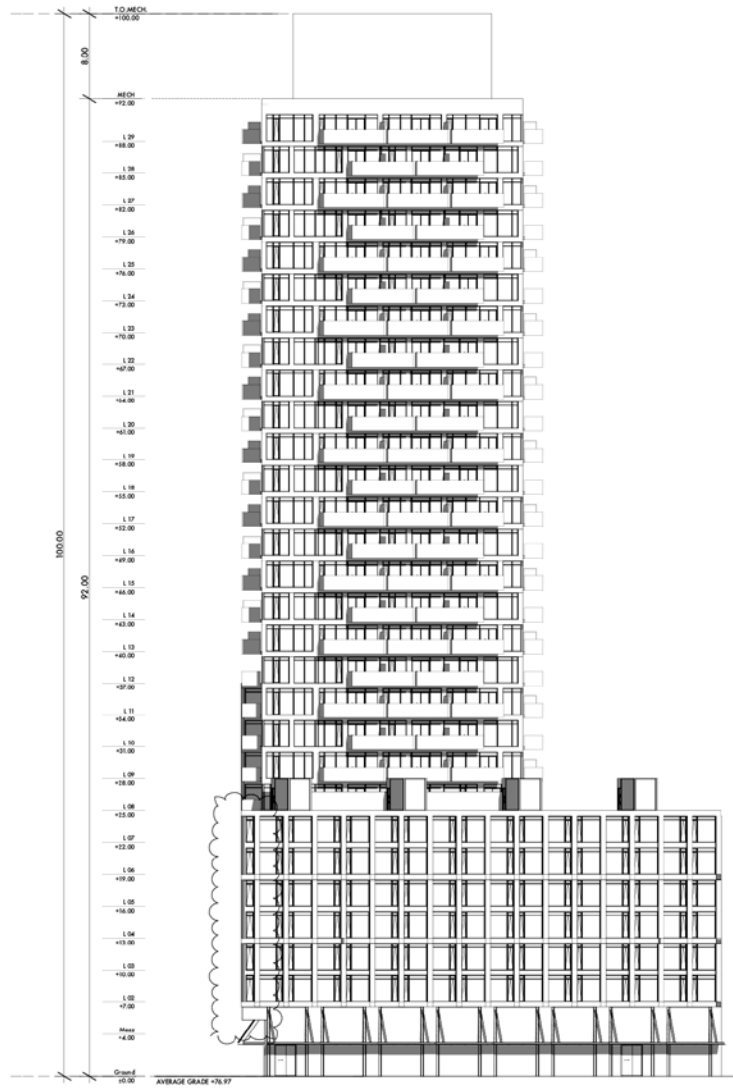 T.O.MECH.
+100.00
8.00
MECH
+92.00
L 29
+88.00
L 28
+85.00
L 27
+82.00
L 26
+79.00
L 25
+76.00
L 24
+73.00
L 23
+70.00
L 22
+67.00
L 21
+64.00
L 20
+61.00
L 19
+58.00
L 18
+55.00
L 17
+52.00
L 16
+49.00
100.00
92.00
L 15
+46.00
L 14
+43.00
L 13
+40.00
L 12
+37.00
L 11
+34.00
L 10
+31.00
L 09
+28.00
L 08
+25.00
L 07
+22.00
L 06
+19.00
L 05
+16.00
L 04
+13.00
L 03
+10.00
L 02
+7.00
Mezz
+4.00
Ground
±0.00
AVERAGE GRADE +76.97